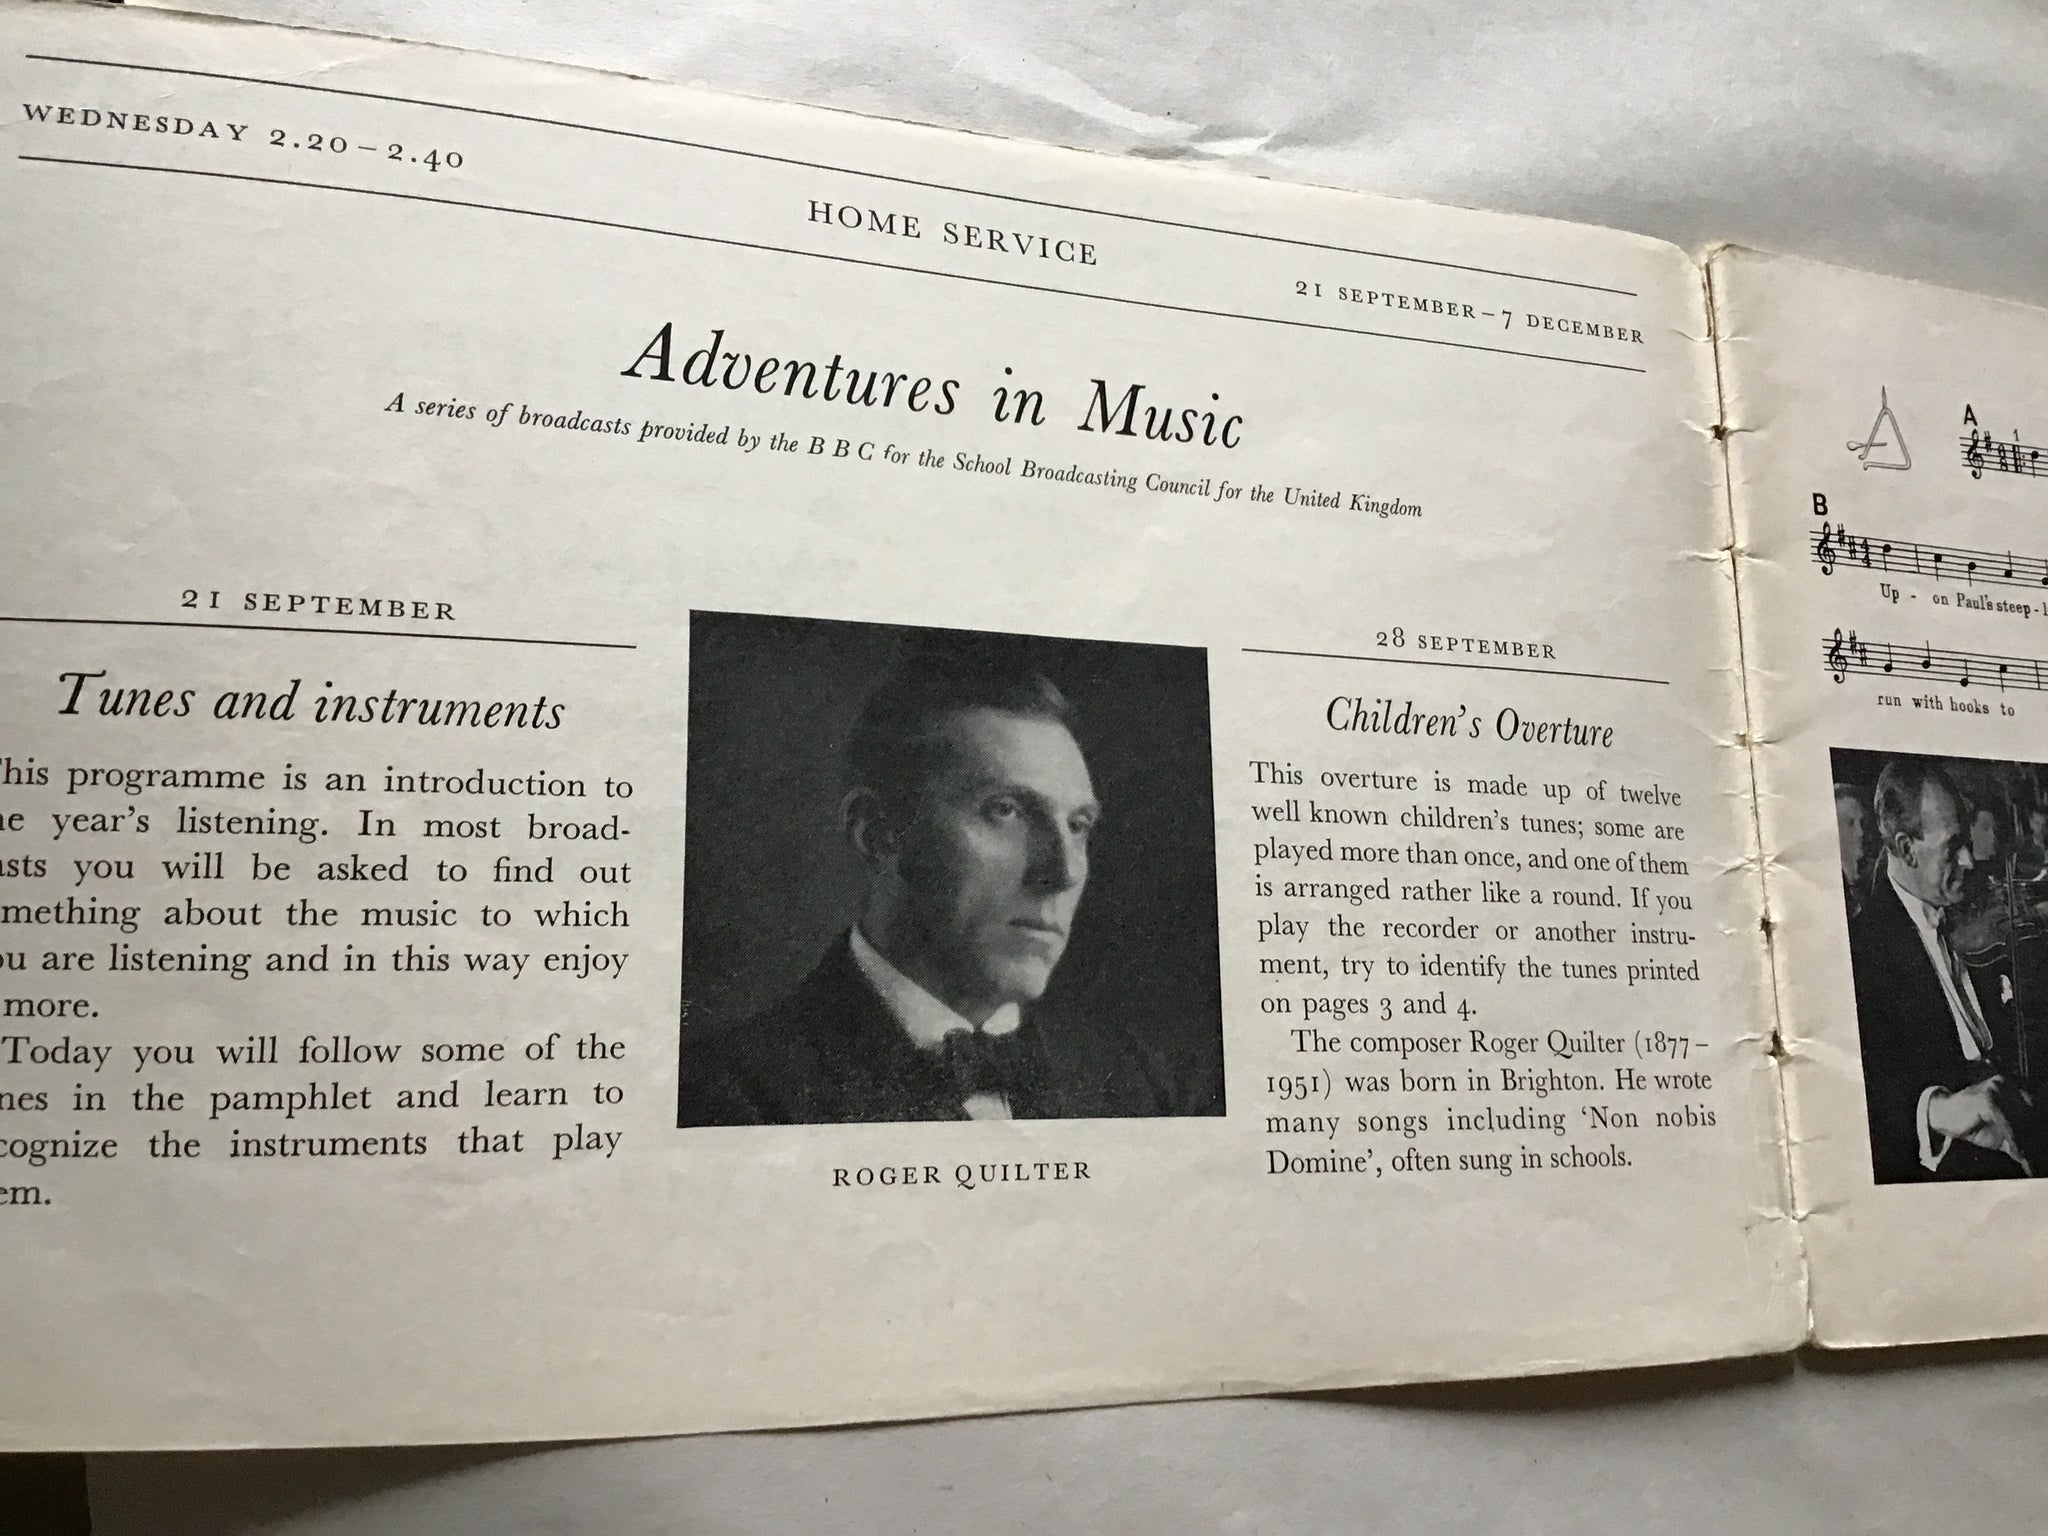 WEDNESDAY 2.20–2.40
HOME SERVICE
21 SEPTEMBER–7 DECEMBER
Adventures in Music
A series of broadcasts provided by the BBC for the School Broadcasting Council for the United Kingdom
21 SEPTEMBER
Tunes and instruments
his programme is an introduction to
e year's listening. In most broad-
sts you will be asked to find out
mething about the music to which
ou are listening and in this way enjoy
more.
Today you will follow some of the
nes in the pamphlet and learn to
cognize the instruments that play
em.
ROGER QUILTER
28 SEPTEMBER
Children's Overture
This overture is made up of twelve
well known children's tunes; some are
played more than once, and one of them
is arranged rather like a round. If you
play the recorder or another instru-
ment, try to identify the tunes printed
on pages 3 and 4.
The composer Roger Quilter (1877–
1951) was born in Brighton. He wrote
many songs including ‘Non nobis
Domine’, often sung in schools.
A
1
B
Up - on Paul's steep - l
run with hooks to